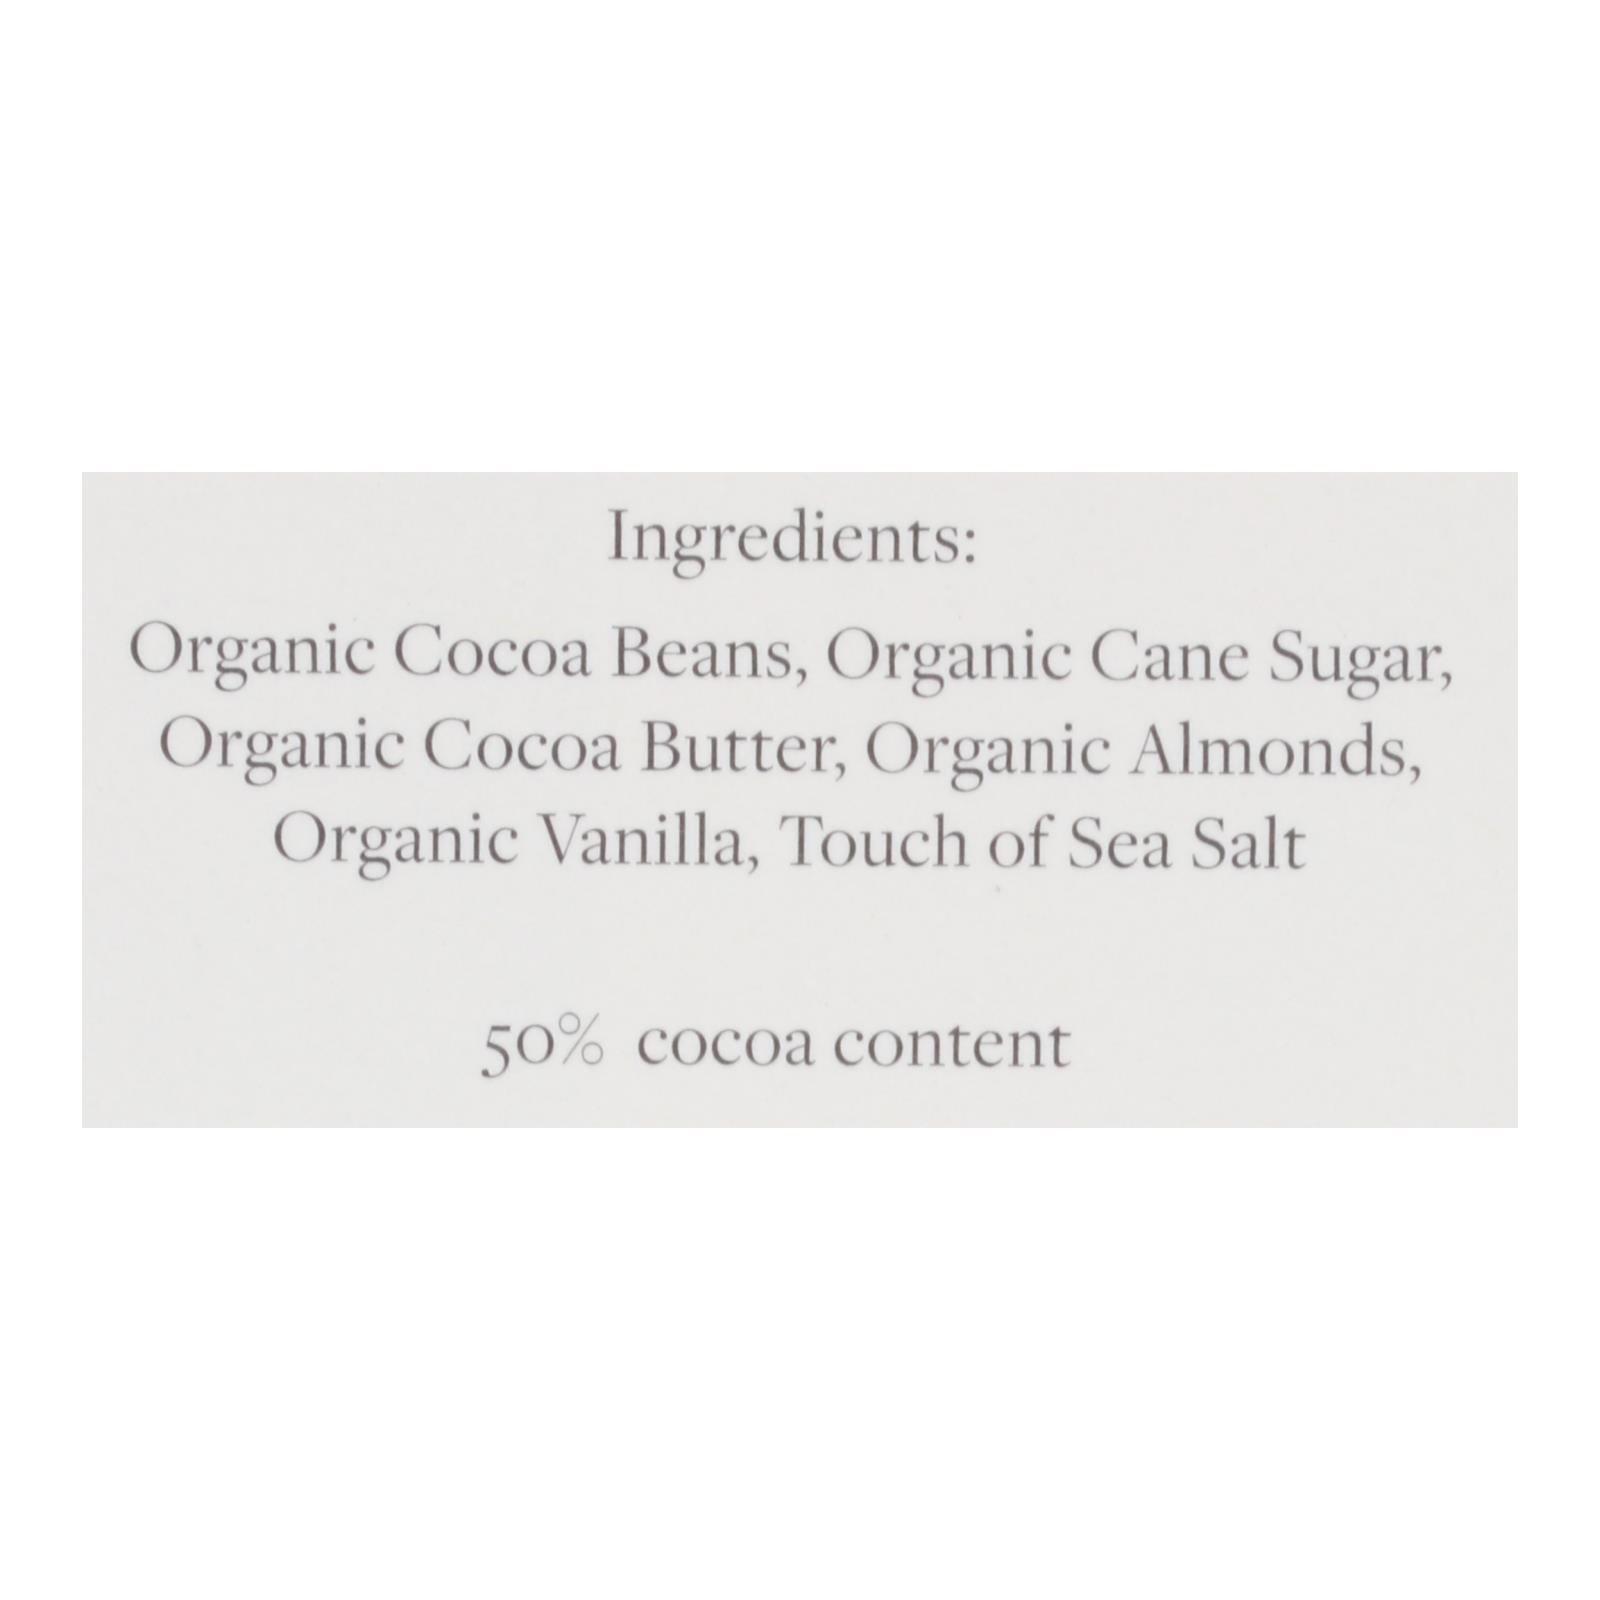 Ingredients:
Organic Cocoa Beans, Organic Cane Sugar,
Organic Cocoa Butter, Organic Almonds,
Organic Vanilla, Touch of Sea Salt
50% cocoa content